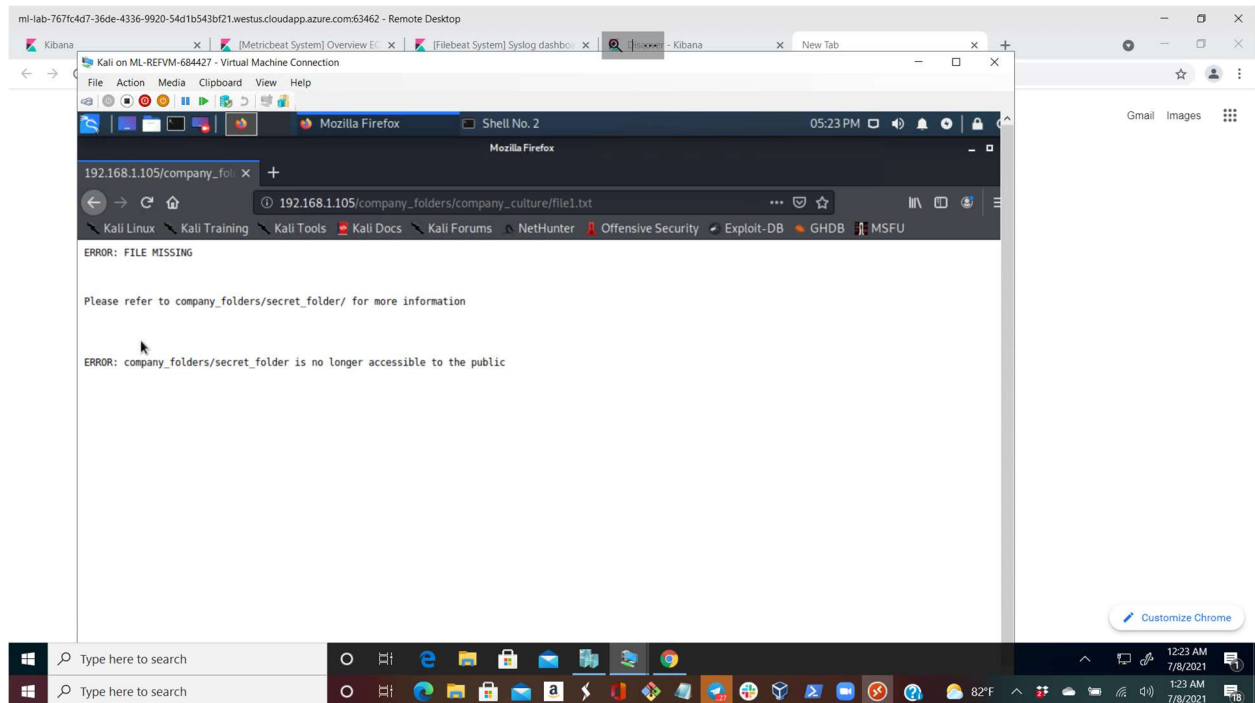 ml-lab-767fc4d7-36de-4336-9920-54d1b543bf21.westus.cloudapp.azure.com:63462 - Remote Desktop
Kibana
[Metricbeat System] Overview EC
[Filebeat System] Syslog dashboa
- Kibana
New Tab
Kali on ML-REFVM-684427 - Virtual Machine Connection
File Action Media Clipboard View Help
Gmail Images
Mozilla Firefox
Shell No. 2
05:23 PM
Mozilla Firefox
192.168.1.105/company_fol
192.168.1.105/company_folders/company_culture/file1.txt
Kali Linux Kali Training Kali Tools Kali Docs Kali Forums NetHunter Offensive Security Exploit-DB GHDB MSFU
ERROR: FILE MISSING
Please refer to company_folders/secret_folder/ for more information
ERROR: company_folders/secret_folder is no longer accessible to the public
Customize Chrome
Type here to search
12:23 AM
7/8/2021
1
Type here to search
82°F
1:23 AM
7/8/2021
18